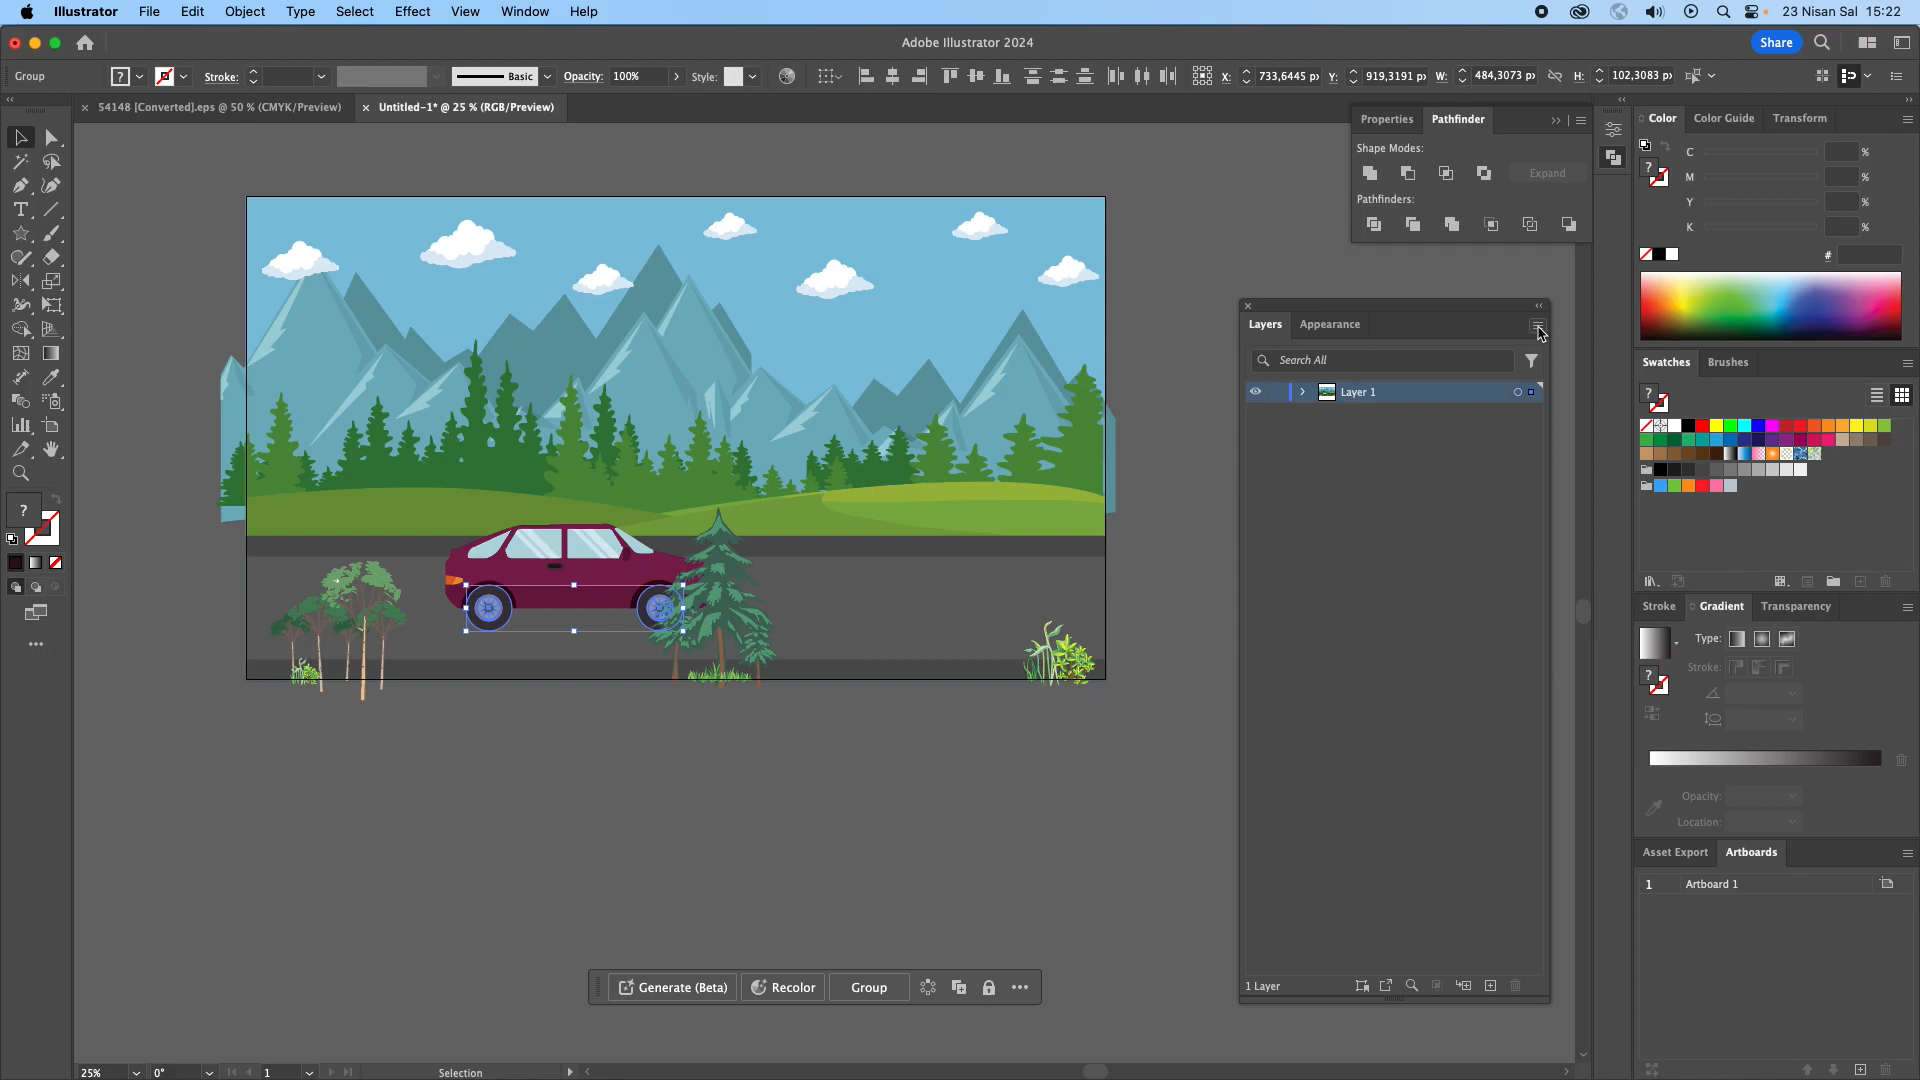 Illustrator File Edit Object Type Select Effect View Window Help 23 Nisan Sal 15:22
Adobe Illustrator 2024 Share
Group ? Stroke: Basic Opacity: 100% Style: X: 733,6445 px Y: 919,3191 px W: 484,3073 px H: 102,3083 px
54148 [Converted].eps @ 50 % (CMYK/Preview) Untitled-1* @ 25 % (RGB/Preview)
Properties Pathfinder
Shape Modes:
Expand
Pathfinders:
Color Color Guide Transform
? C %
M %
Y %
K %
#
Layers Appearance
Search All
Layer 1
1 Layer
Swatches Brushes
?
?
Stroke Gradient Transparency
Type:
Stroke:
?
Opacity:
Location:
Asset Export Artboards
1 Artboard 1
Generate (Beta) Recolor Group
25% 0° 1 Selection